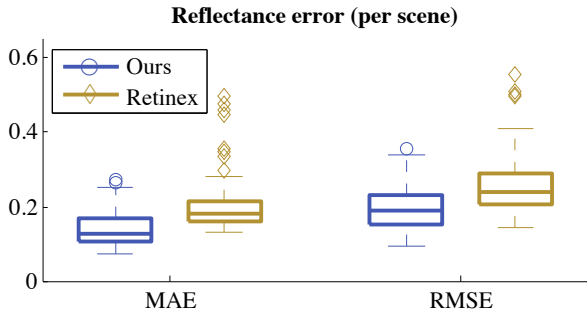 Reflectance error (per scene)
0.6
Ours
Retinex
0.4
0.2
0
MAE RMSE